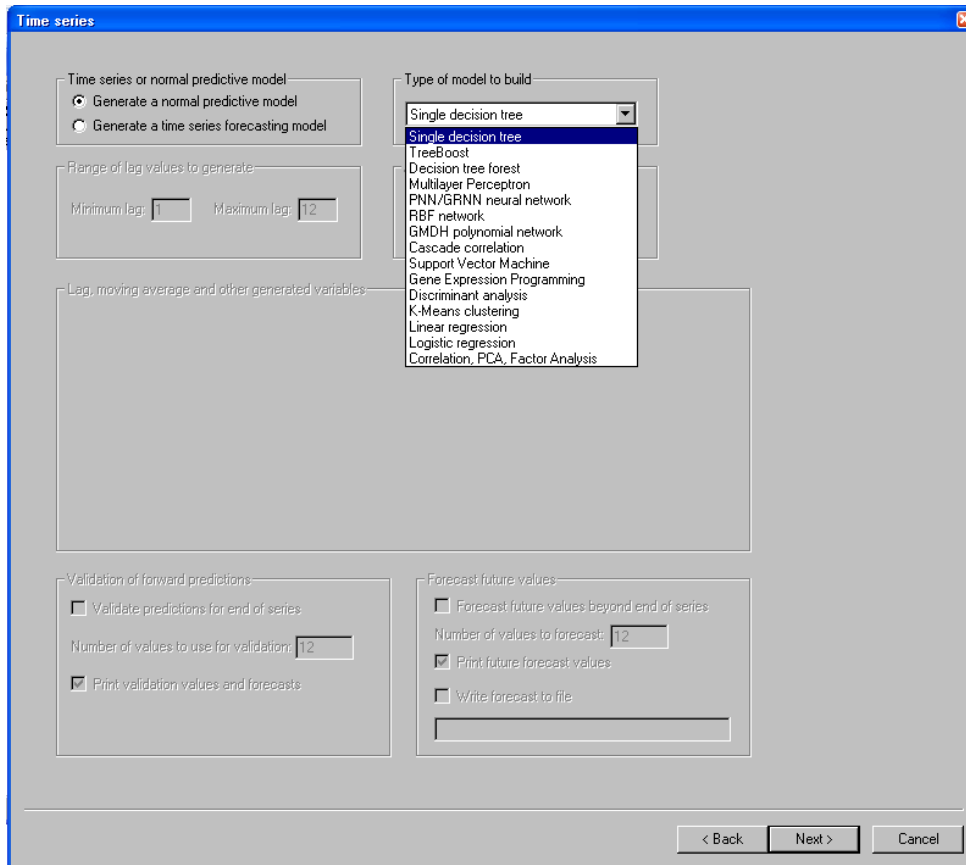 Time series
Time series or normal predictive model
Generate a normal predictive model
Generate a time series forecasting model
Type of model to build
Single decision tree
Single decision tree
TreeBoost
Decision tree forest
Multilayer Perceptron
PNN/GRNN neural network
RBF network
GMDH polynomial network
Cascade correlation
Support Vector Machine
Gene Expression Programming
Discriminant analysis
K-Means clustering
Linear regression
Logistic regression
Correlation, PCA, Factor Analysis
Range of lag values to generate
Minimum lag: 1 Maximum lag: 12
Lag, moving average and other generated variables
Validation of forward predictions
Validate predictions for end of series
Number of values to use for validation: 12
Print validation values and forecasts
Forecast future values
Forecast future values beyond end of series
Number of values to forecast: 12
Print future forecast values
Write forecast to file
< Back Next > Cancel